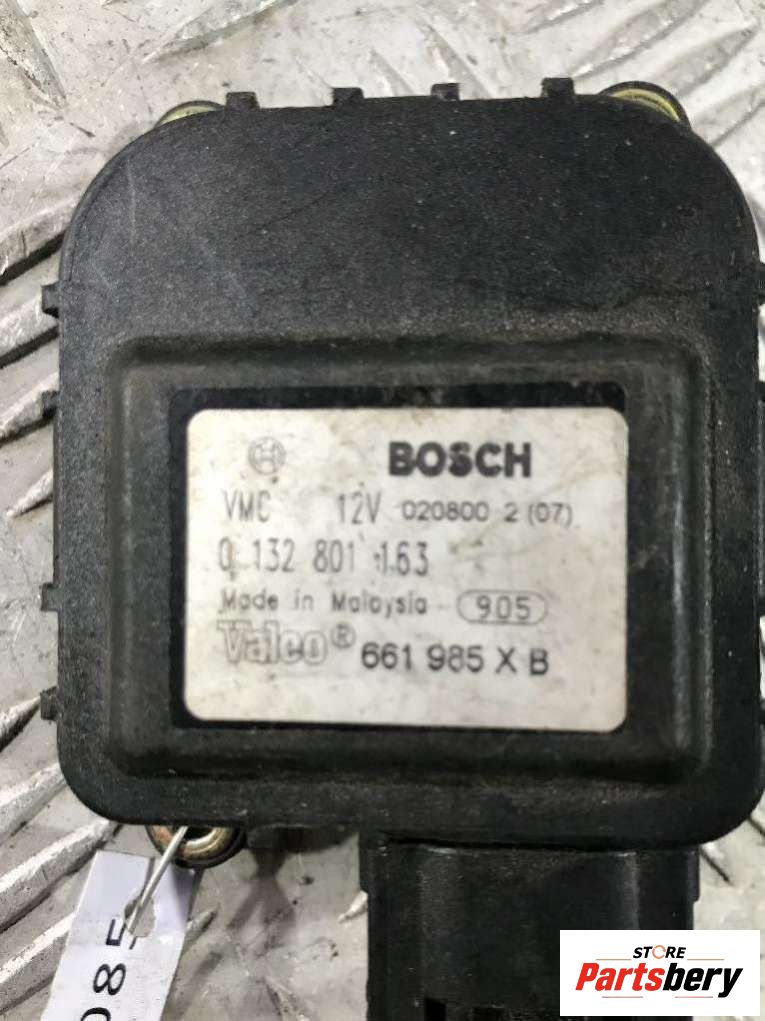 BOSCH
VMC 12V 020800 2 (07)
0 132 801 163
Made in Malaysia 905
Valeo® 661 985 X B
085
STORE
Partsbery